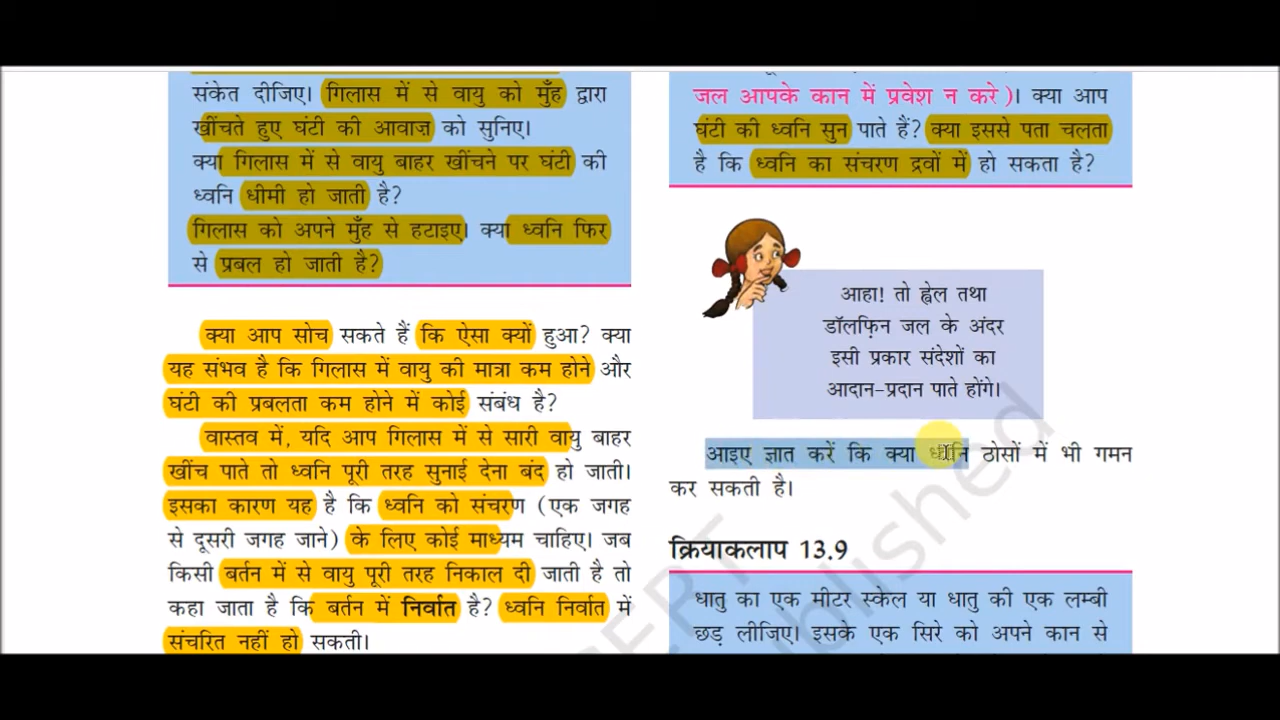 संकेत दीजिए। गिलास में से वायु को मुँह द्वारा
खींचते हुए घंटी की आवाज़ को सुनिए।
क्या गिलास में से वायु बाहर खींचने पर घंटी की
ध्वनि धीमी हो जाती है?
गिलास को अपने मुँह से हटाइए। क्या ध्वनि फिर
से प्रबल हो जाती है?
क्या आप सोच सकते हैं कि ऐसा क्यों हुआ? क्या
यह संभव है कि गिलास में वायु की मात्रा कम होने और
घंटी की प्रबलता कम होने में कोई संबंध है?
वास्तव में, यदि आप गिलास में से सारी वायु बाहर
खींच पाते तो ध्वनि पूरी तरह सुनाई देना बंद हो जाती।
इसका कारण यह है कि ध्वनि को संचरण (एक जगह
से दूसरी जगह जाने) के लिए कोई माध्यम चाहिए। जब
किसी बर्तन में से वायु पूरी तरह निकाल दी जाती है तो
कहा जाता है कि बर्तन में निर्वात है? ध्वनि निर्वात में
संचरित नहीं हो सकती।
जल आपके कान में प्रवेश न करे)। क्या आप
घंटी की ध्वनि सुन पाते हैं? क्या इससे पता चलता
है कि ध्वनि का संचरण द्रवों में हो सकता है?
आहा! तो ह्वेल तथा
डॉलफ़िन जल के अंदर
इसी प्रकार संदेशों का
आदान-प्रदान पाते होंगे।
आइए ज्ञात करें कि क्या ध्वनि ठोसों में भी गमन
कर सकती है।
क्रियाकलाप 13.9
धातु का एक मीटर स्केल या धातु की एक लम्बी
छड़ लीजिए। इसके एक सिरे को अपने कान से